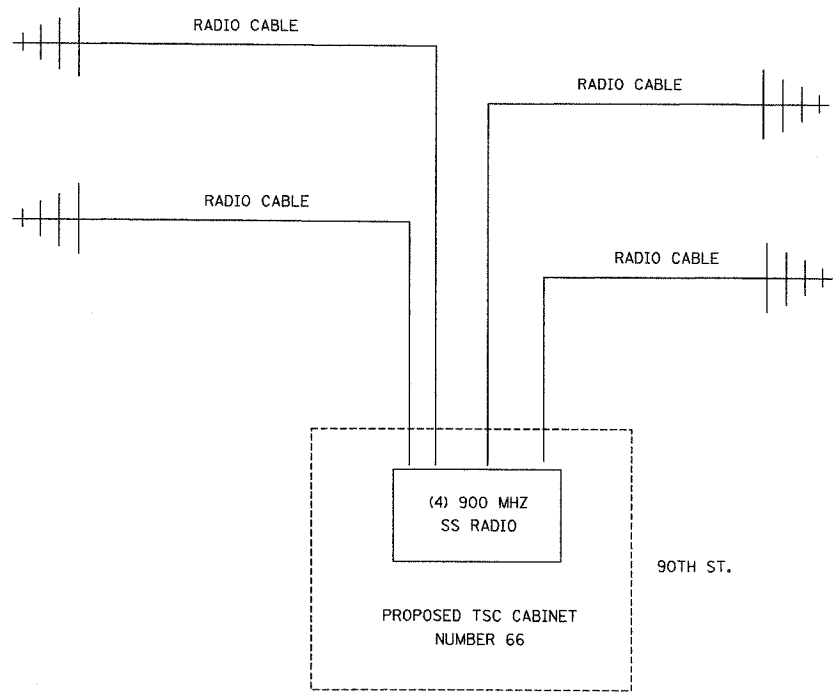 RADIO CABLE
RADIO CABLE
RADIO CABLE
RADIO CABLE
(4) 900 MHZ
SS RADIO
90TH ST.
PROPOSED TSC CABINET
NUMBER 66